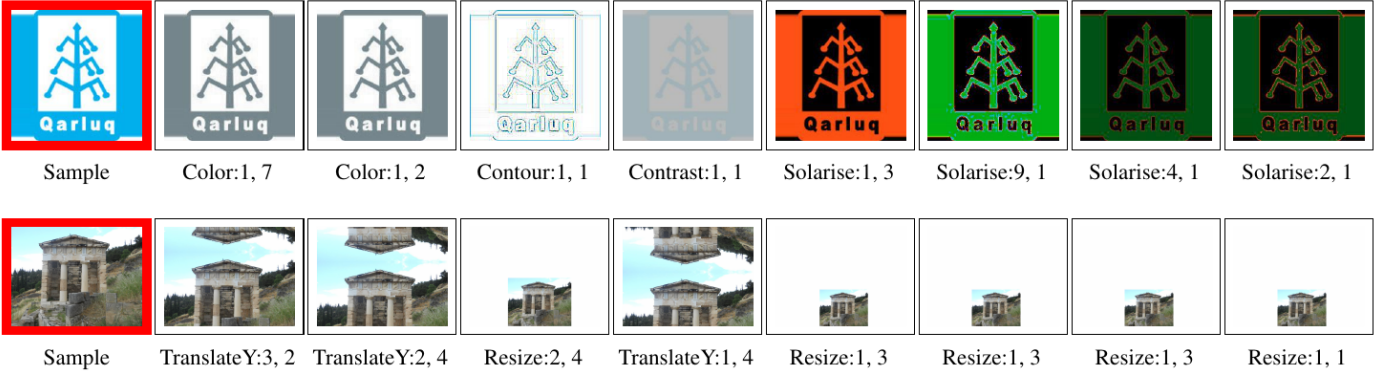 Qarluq Qarluq Qarluq Qarluq Qarluq Qarluq Qarluq Qarluq Qarluq
Sample Color:1, 7 Color:1, 2 Contour:1, 1 Contrast:1, 1 Solarise:1, 3 Solarise:9, 1 Solarise:4, 1 Solarise:2, 1
Sample TranslateY:3, 2 TranslateY:2, 4 Resize:2, 4 TranslateY:1, 4 Resize:1, 3 Resize:1, 3 Resize:1, 3 Resize:1, 1